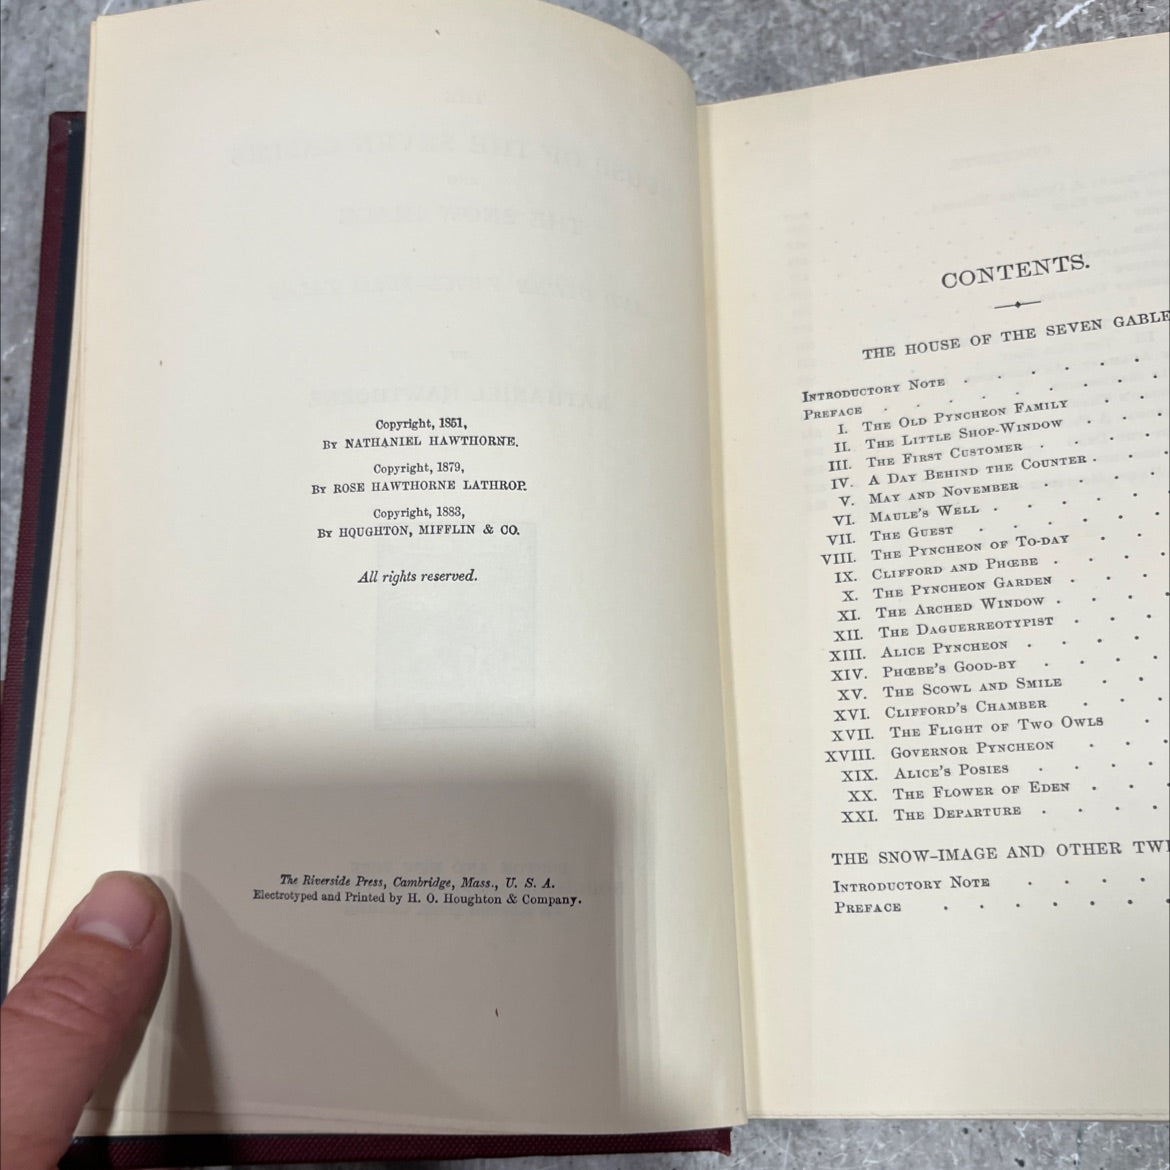 Copyright, 1851,
By NATHANIEL HAWTHORNE.
Copyright, 1879,
By ROSE HAWTHORNE LATHROP.
Copyright, 1883,
By HOUGHTON, MIFFLIN & CO.
All rights reserved.
The Riverside Press, Cambridge, Mass., U. S. A.
Electrotyped and Printed by H. O. Houghton & Company.
CONTENTS.
THE HOUSE OF THE SEVEN GABLE
Introductory Note
Preface
I. The Old Pyncheon Family
II. The Little Shop-Window
III. The First Customer
IV. A Day Behind the Counter
V. May and November
VI. Maule's Well
VII. The Guest
VIII. The Pyncheon of To-day
IX. Clifford and Phœbe
X. The Pyncheon Garden
XI. The Arched Window
XII. The Daguerreotypist
XIII. Alice Pyncheon
XIV. Phœbe's Good-by
XV. The Scowl and Smile
XVI. Clifford's Chamber
XVII. The Flight of Two Owls
XVIII. Governor Pyncheon
XIX. Alice's Posies
XX. The Flower of Eden
XXI. The Departure
THE SNOW-IMAGE AND OTHER TWI
Introductory Note
Preface